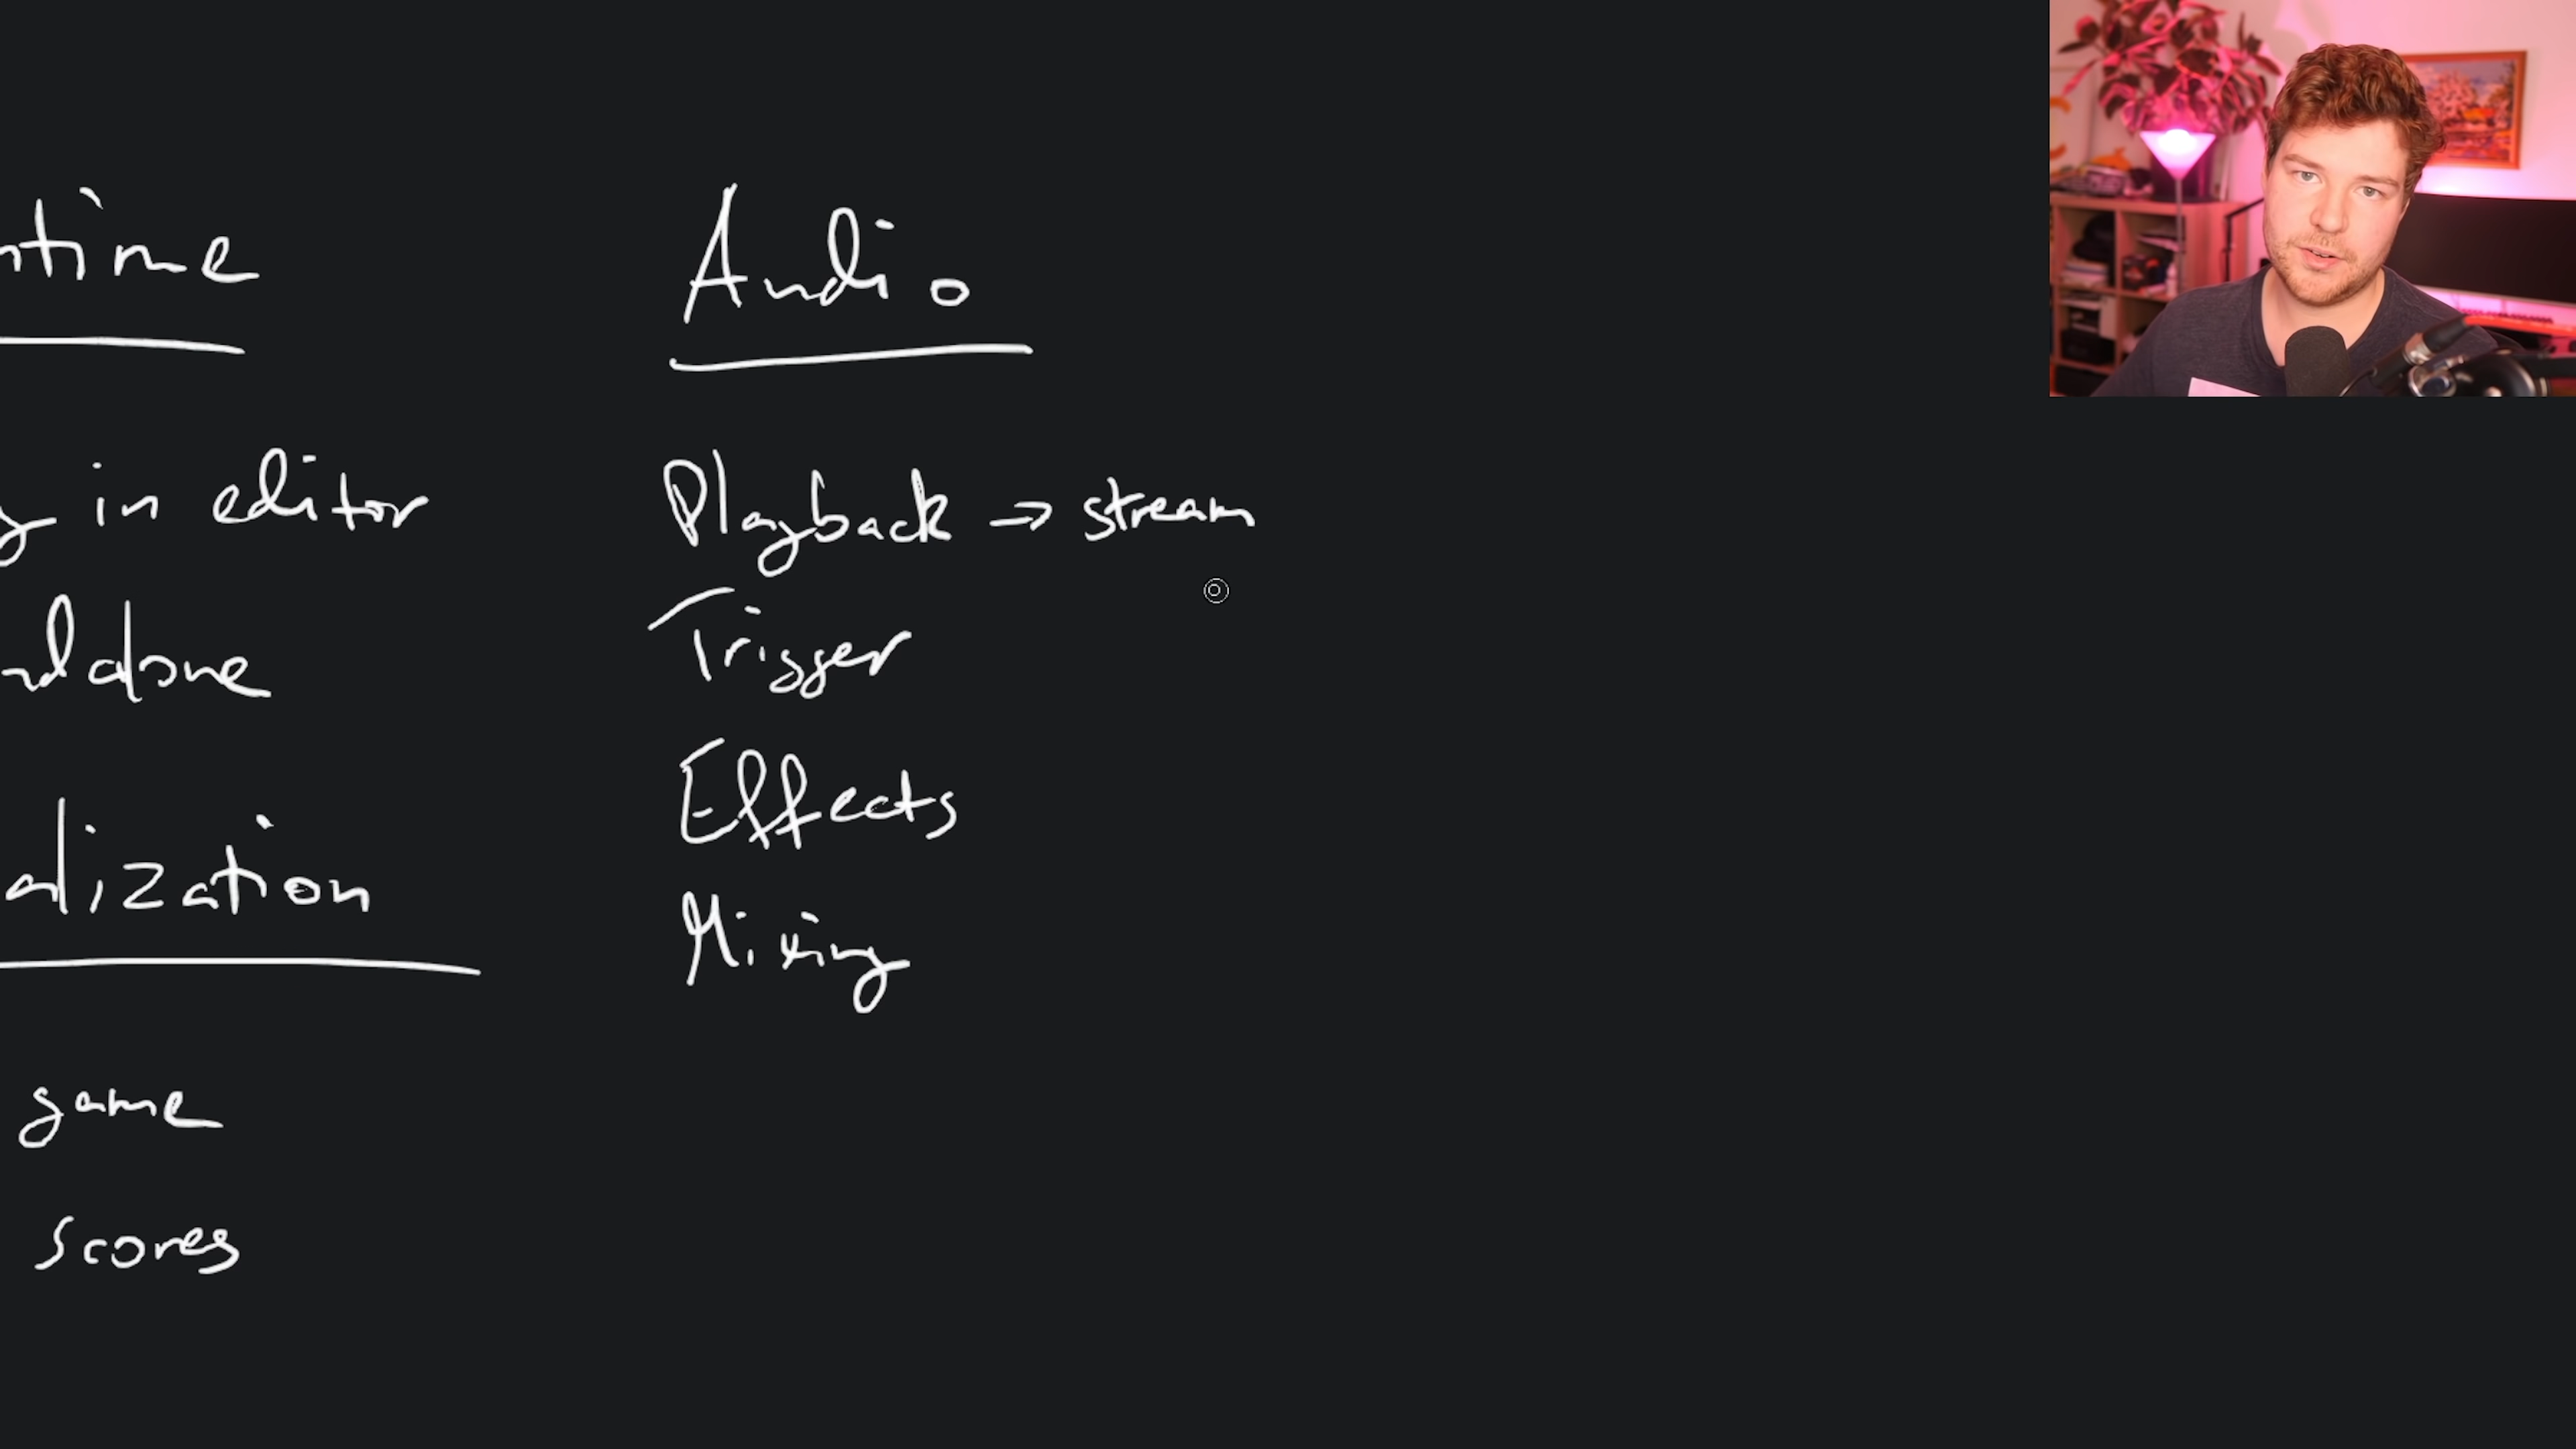 ntime
y in editor
ndalone
alization
game
scores
Audio
Playback → stream
Trigger
Effects
Mixing